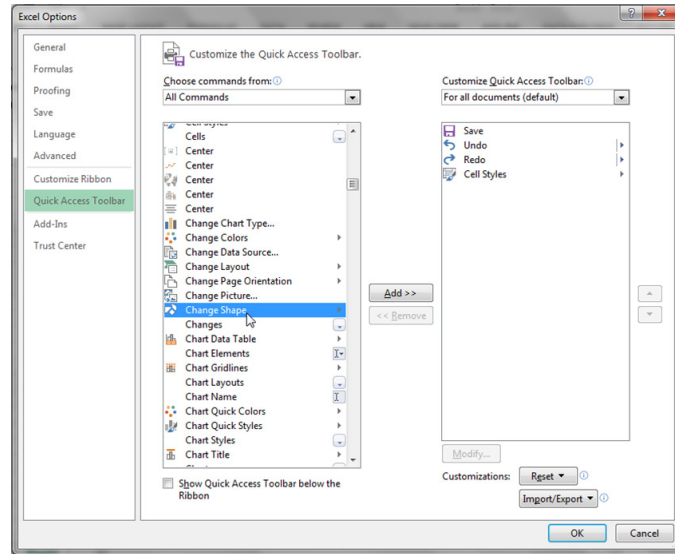 Excel Options
General
Formulas
Proofing
Save
Language
Advanced
Customize Ribbon
Quick Access Toolbar
Add-Ins
Trust Center
Customize the Quick Access Toolbar.
Choose commands from:
All Commands
Cell Styles
Cells
Center
Center
Center
Center
Center
Change Chart Type...
Change Colors
Change Data Source...
Change Layout
Change Page Orientation
Change Picture...
Change Shape
Changes
Chart Data Table
Chart Elements
Chart Gridlines
Chart Layouts
Chart Name
Chart Quick Colors
Chart Quick Styles
Chart Styles
Chart Title
Show Quick Access Toolbar below the
Ribbon
Add >>
<< Remove
Customize Quick Access Toolbar:
For all documents (default)
Save
Undo
Redo
Cell Styles
Modify...
Customizations:
Reset
Import/Export
OK
Cancel